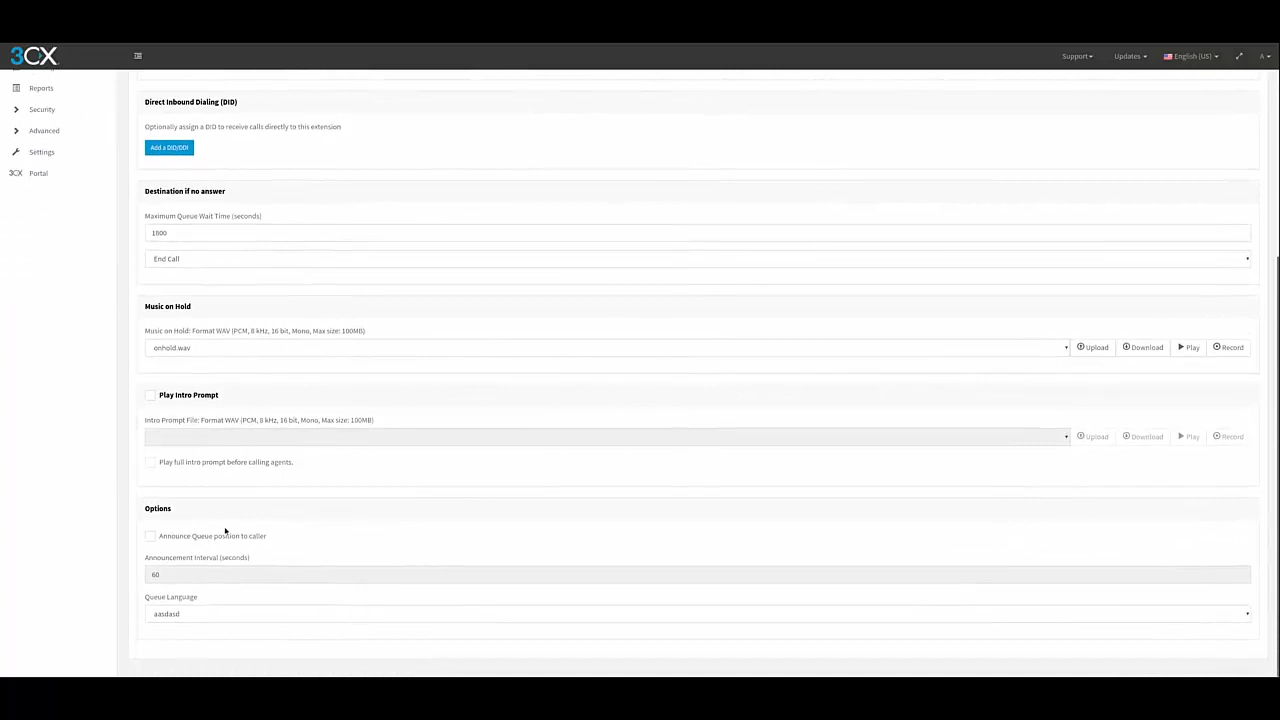 3CX
Support
Updates
English (US)
A
Reports
Security
Advanced
Settings
3CX Portal
Direct Inbound Dialing (DID)
Optionally assign a DID to receive calls directly to this extension
Add a DID/DDI
Destination if no answer
Maximum Queue Wait Time (seconds)
1800
End Call
Music on Hold
Music on Hold: Format WAV (PCM, 8 kHz, 16 bit, Mono, Max size: 100MB)
onhold.wav
Upload
Download
Play
Record
Play Intro Prompt
Intro Prompt File: Format WAV (PCM, 8 kHz, 16 bit, Mono, Max size: 100MB)
Upload
Download
Play
Record
Play full intro prompt before calling agents.
Options
Announce Queue position to caller
Announcement Interval (seconds)
60
Queue Language
aasdasd